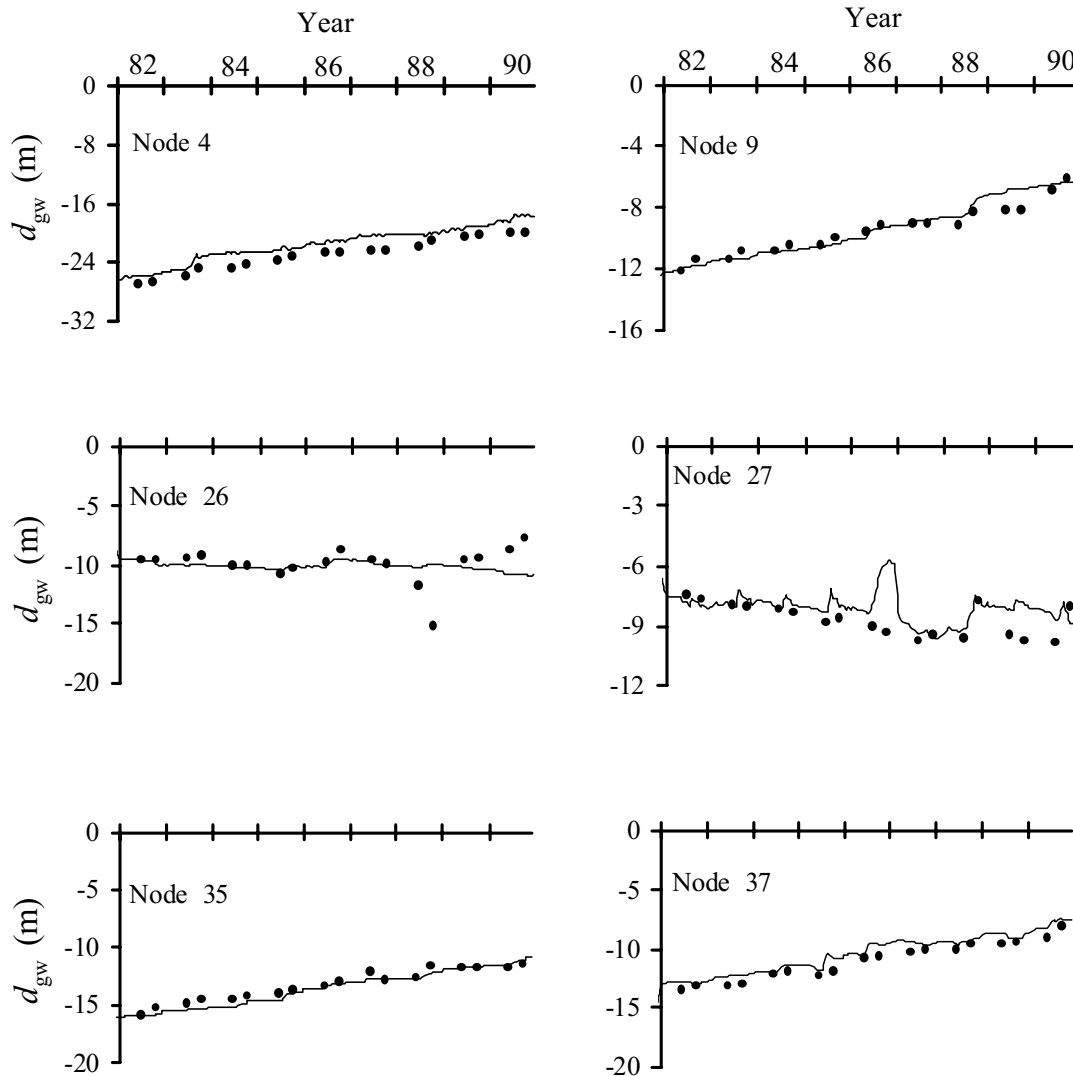 Year Year
82 84 86 88 90 82 84 86 88 90
0 0
Node 4 Node 9
-8 -4
-16 -8
-24 -12
-32 -16
d_gw (m)
0 0
Node 26 Node 27
-5 -3
-10 -6
-15 -9
-20 -12
d_gw (m)
0 0
Node 35 Node 37
-5 -5
-10 -10
-15 -15
-20 -20
d_gw (m)